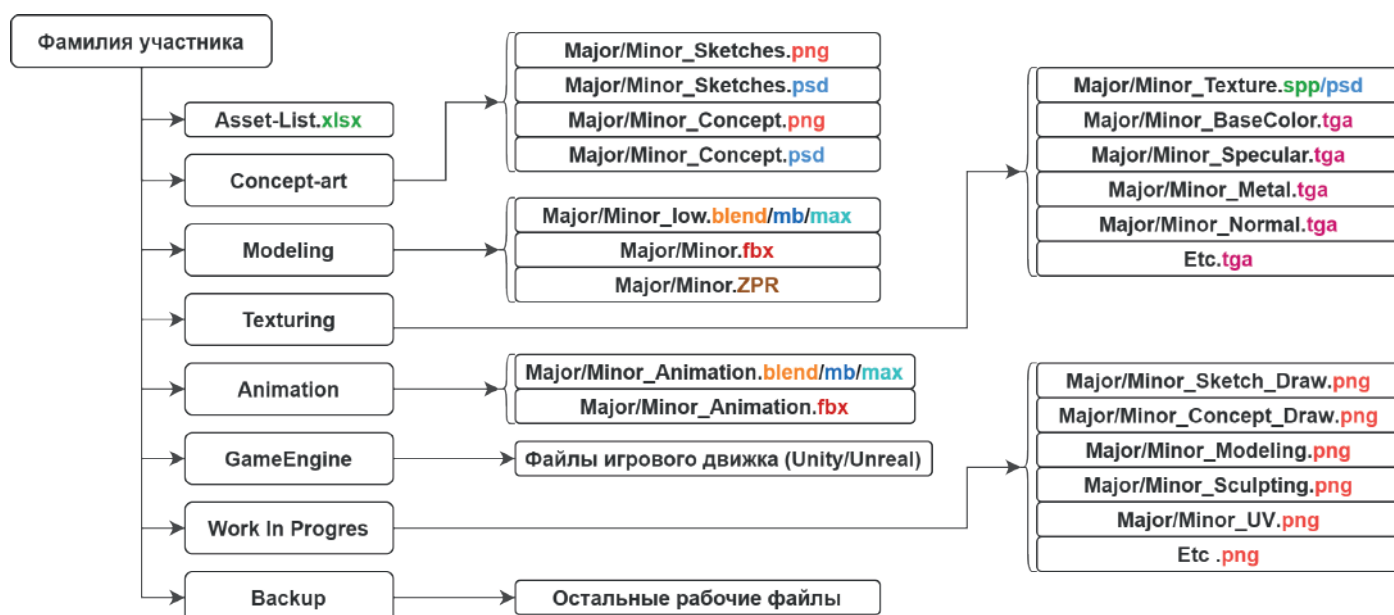 Фамилия участника
Asset-List.xlsx
Concept-art
Major/Minor_Sketches.png
Major/Minor_Sketches.psd
Major/Minor_Concept.png
Major/Minor_Concept.psd
Modeling
Major/Minor_low.blend/mb/max
Major/Minor.fbx
Major/Minor.ZPR
Texturing
Major/Minor_Texture.spp/psd
Major/Minor_BaseColor.tga
Major/Minor_Specular.tga
Major/Minor_Metal.tga
Major/Minor_Normal.tga
Etc.tga
Animation
Major/Minor_Animation.blend/mb/max
Major/Minor_Animation.fbx
GameEngine
Файлы игрового движка (Unity/Unreal)
Work In Progres
Major/Minor_Sketch_Draw.png
Major/Minor_Concept_Draw.png
Major/Minor_Modeling.png
Major/Minor_Sculpting.png
Major/Minor_UV.png
Etc .png
Backup
Остальные рабочие файлы